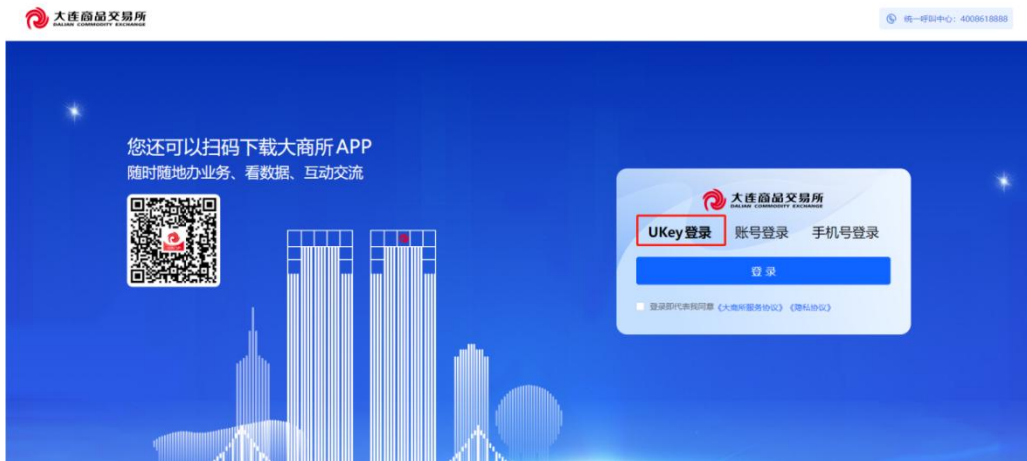 大连商品交易所
DALIAN COMMODITY EXCHANGE
统一呼叫中心：4008618888
您还可以扫码下载大商所 APP
随时随地办业务、看数据、互动交流
大连商品交易所
DALIAN COMMODITY EXCHANGE
UKey登录 账号登录 手机号登录
登录
登录即代表我同意《大商所服务协议》《隐私协议》